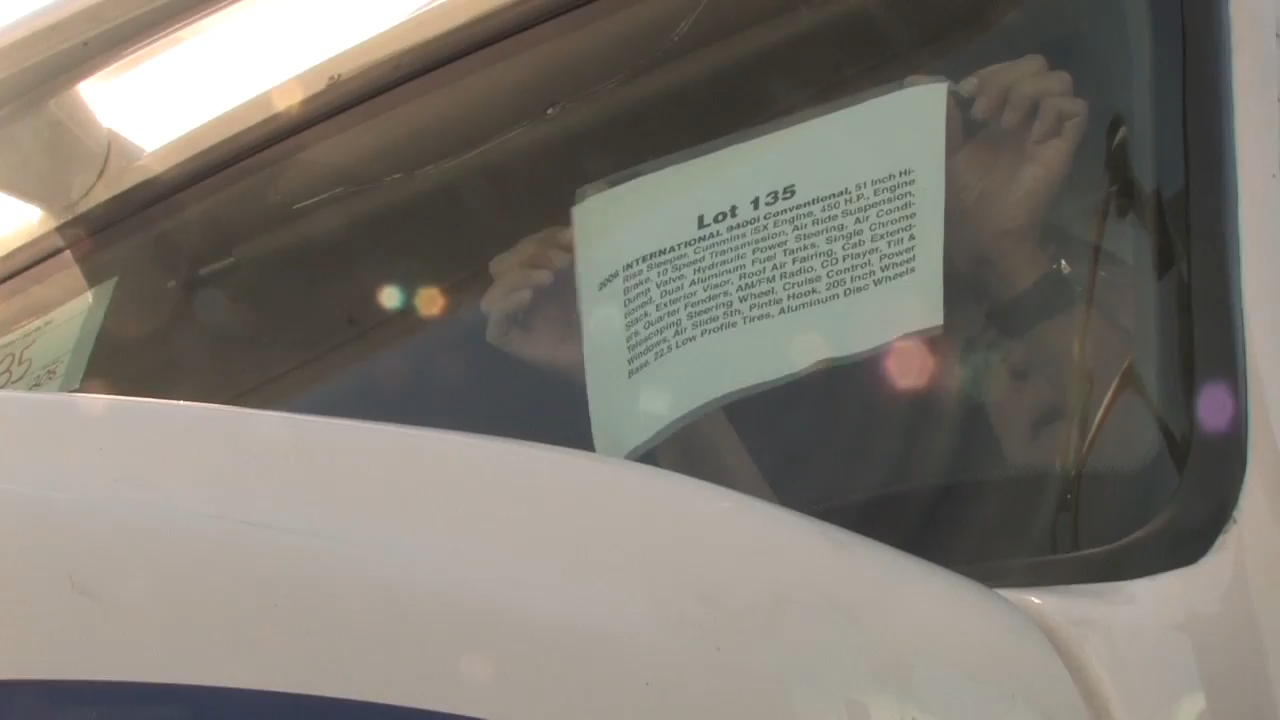 Lot 135
2006 INTERNATIONAL 9400i Conventional, 51 Inch Hi-
Rise Sleeper, Cummins ISX Engine, 450 H.P., Engine
Brake, 10 Speed Transmission, Air Ride Suspension,
Dump Valve, Hydraulic Power Steering, Air Condi-
tioned, Dual Aluminum Fuel Tanks, Single Chrome
Stack, Exterior Visor, Roof Air Fairing, Cab Extend-
ers, Quarter Fenders, AM/FM Radio, CD Player, Tilt &
Telescoping Steering Wheel, Cruise Control, Power
Windows, Air Slide 5th, Pintle Hook, 205 Inch Wheel
Base, 22.5 Low Profile Tires, Aluminum Disc Wheels
35
205